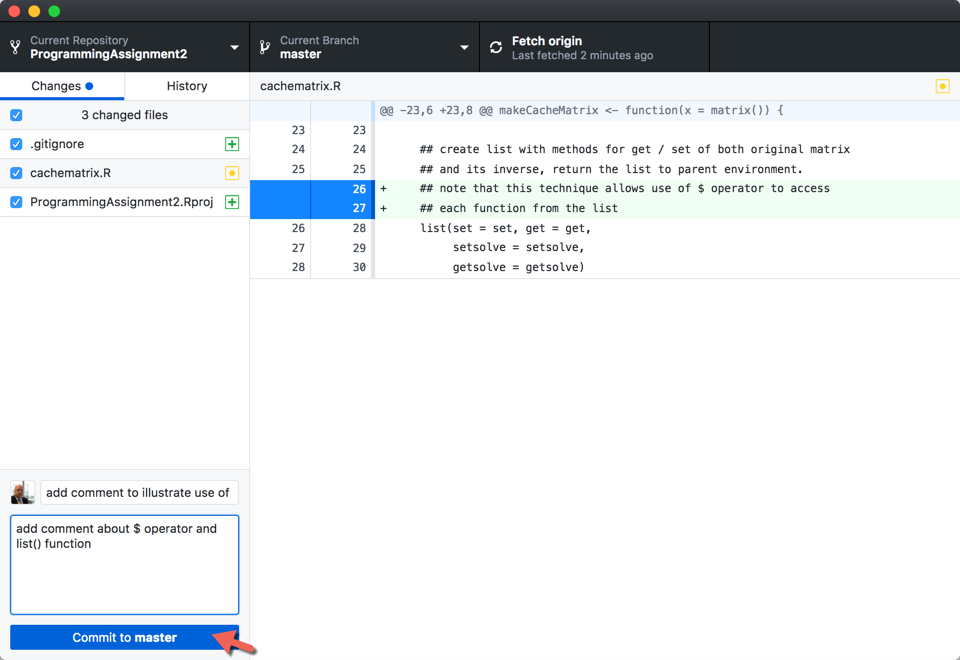 Current Repository
ProgrammingAssignment2
Current Branch
master
Fetch origin
Last fetched 2 minutes ago
Changes
History
3 changed files
.gitignore
cachematrix.R
ProgrammingAssignment2.Rproj
cachematrix.R
@@ -23,6 +23,8 @@ makeCacheMatrix <- function(x = matrix()) {
23 23
24 24 ## create list with methods for get / set of both original matrix
25 25 ## and its inverse, return the list to parent environment.
26 + ## note that this technique allows use of $ operator to access
27 + ## each function from the list
26 28 list(set = set, get = get,
27 29 setsolve = setsolve,
28 30 getsolve = getsolve)
add comment to illustrate use of
add comment about $ operator and
list() function
Commit to master